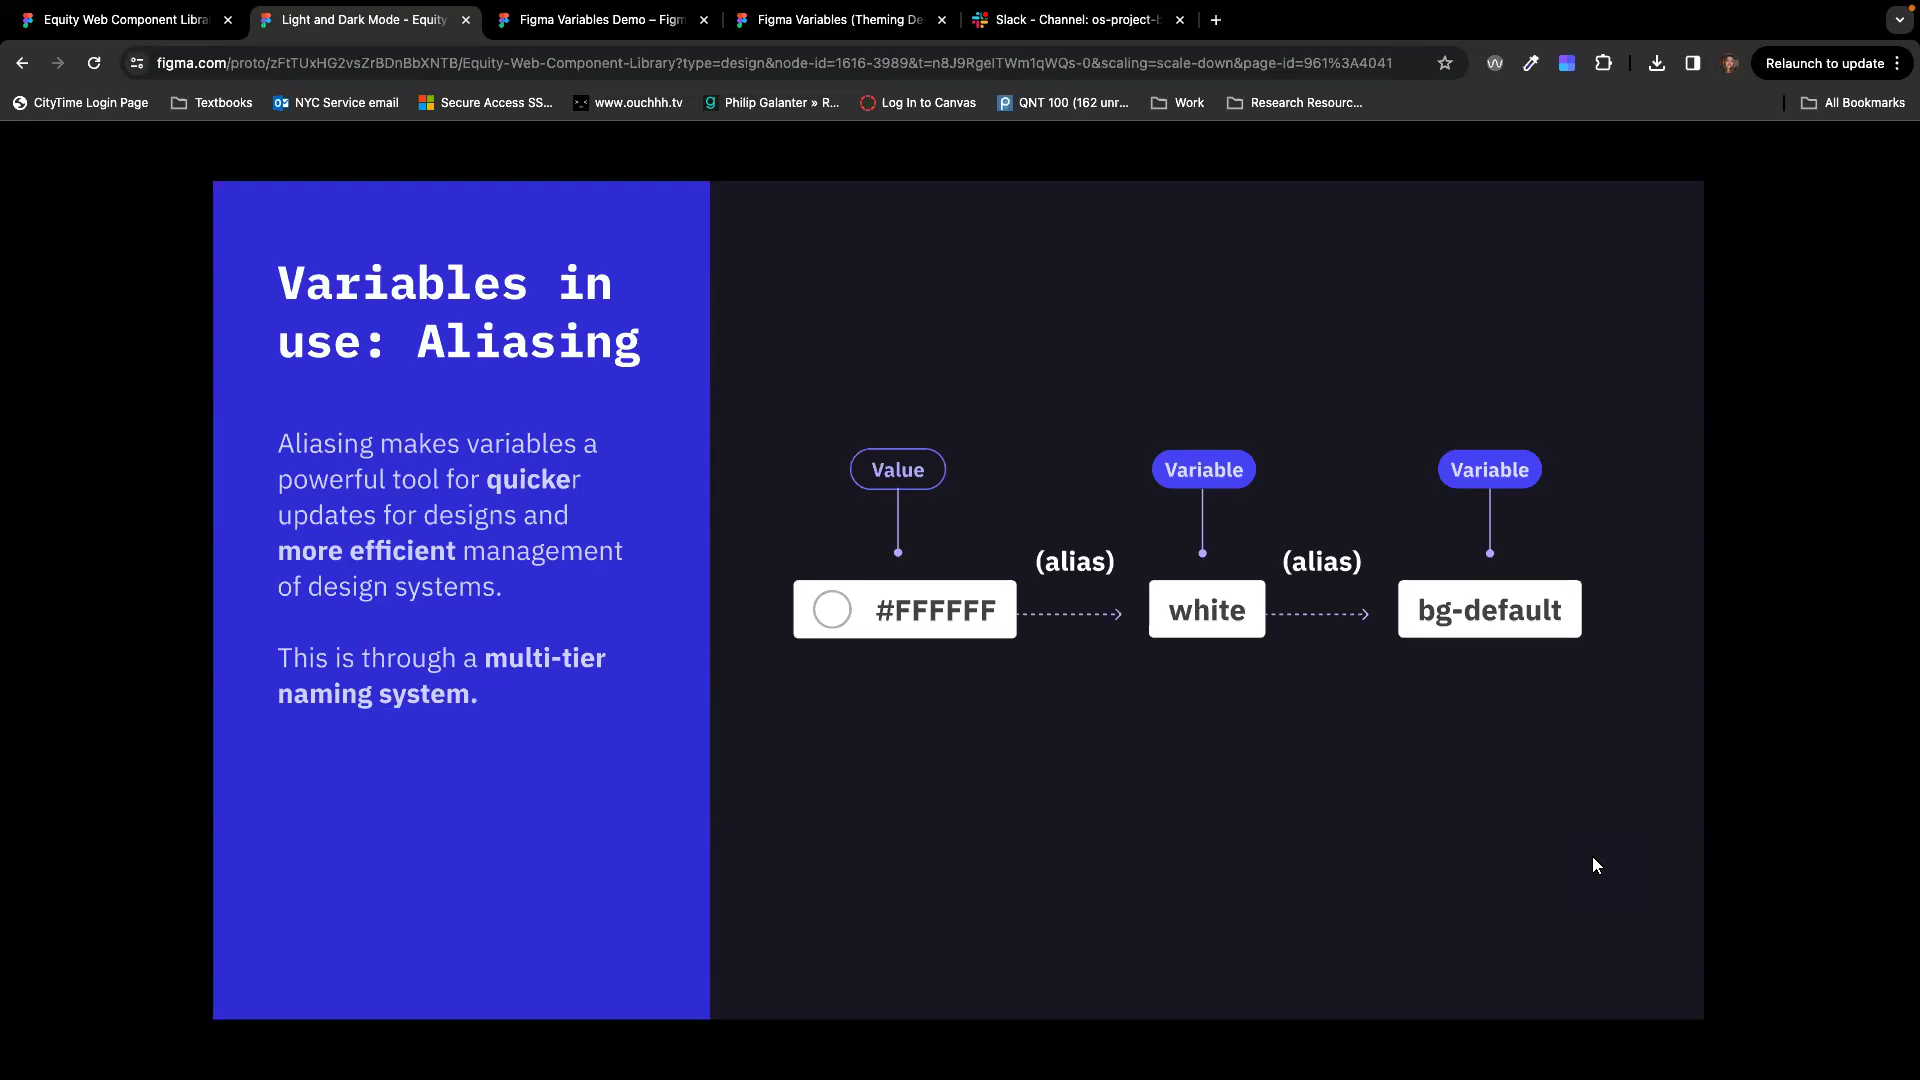 Equity Web Component Libra
Light and Dark Mode - Equity
Figma Variables Demo – Figm
Figma Variables (Theming De
Slack - Channel: os-project-b
figma.com/proto/zFtTUxHG2vsZrBDnBbXNTB/Equity-Web-Component-Library?type=design&node-id=1616-3989&t=n8J9RgelTWm1qWQs-0&scaling=scale-down&page-id=961%3A4041
Relaunch to update
CityTime Login Page
Textbooks
NYC Service email
Secure Access SS...
www.ouchhh.tv
Philip Galanter » R...
Log In to Canvas
QNT 100 (162 unr...
Work
Research Resourc...
All Bookmarks
Variables in
use: Aliasing
Aliasing makes variables a
powerful tool for quicker
updates for designs and
more efficient management
of design systems.
This is through a multi-tier
naming system.
Value
Variable
Variable
(alias)
(alias)
#FFFFFF
white
bg-default